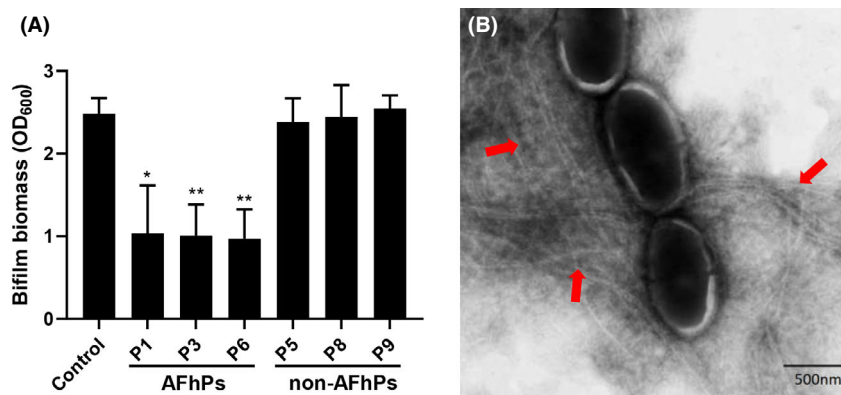 (A)
Bifilm biomass (OD600)
3
2
1
0
*
**
**
Control
P1
P3
P6
P5
P8
P9
AFhPs
non-AFhPs
(B)
500nm